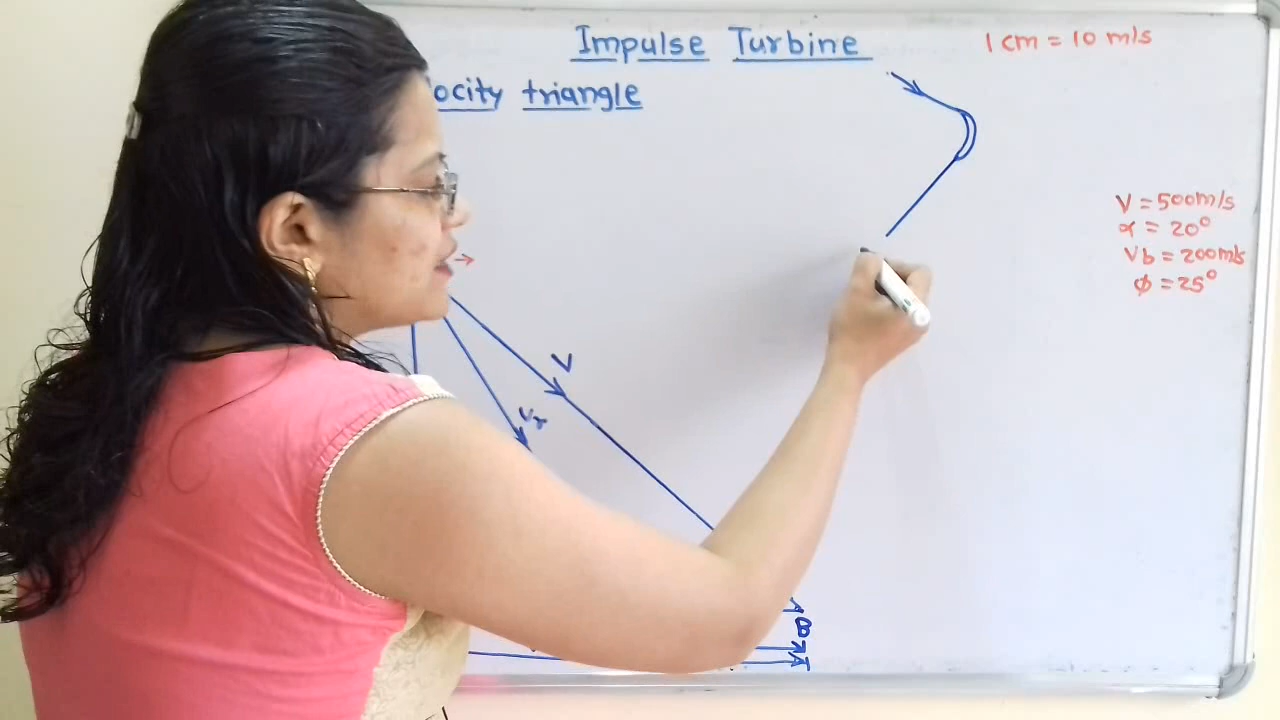 Impulse Turbine
1 cm = 10 m/s
ocity triangle
V = 500m/s
α = 20°
Vb = 200m/s
ϕ = 25°
V
Vr